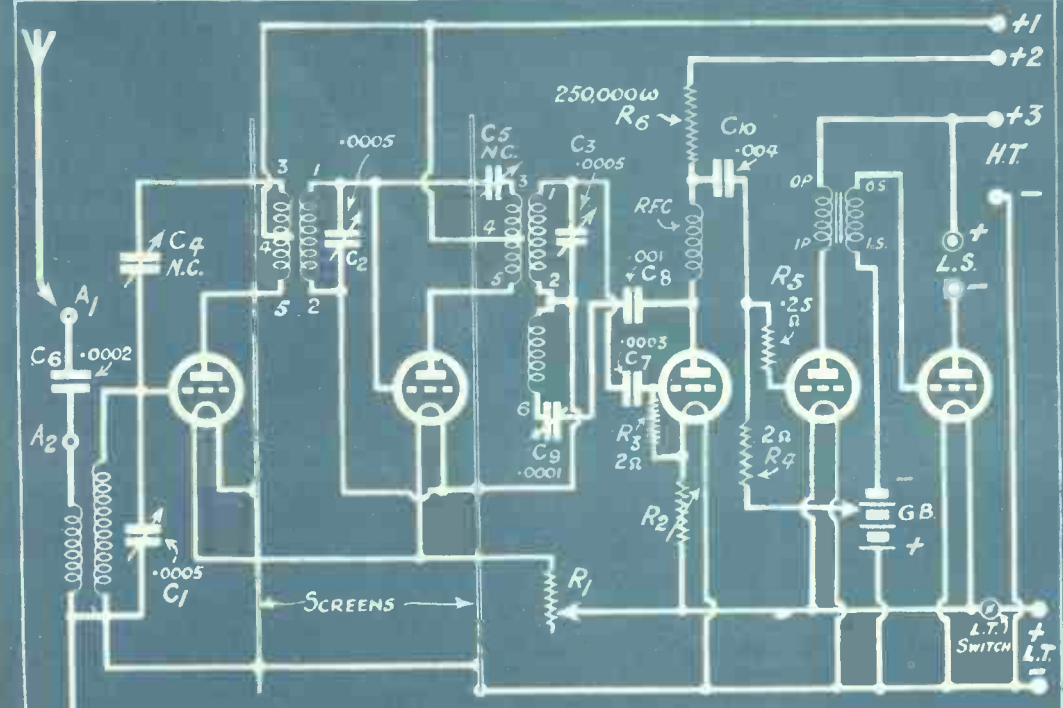 +1
+2
250,000ω
R6
C10
.004
+3
H.T.
-
C5
N.C.
C3
.0005
.0005
3
1
3
1
OP
OS
RFC
C4
N.C.
4
C2
4
IP
I.S.
+
L.S.
-
5
2
5
2
.001
C8
R5
.25
Ω
A1
C6
.0002
.0003
C7
A2
6
C9
.0001
R3
2Ω
2Ω
R4
R2
-
G.B.
+
.0005
C1
SCREENS
R1
L.T.
SWITCH
+
L.T.
-